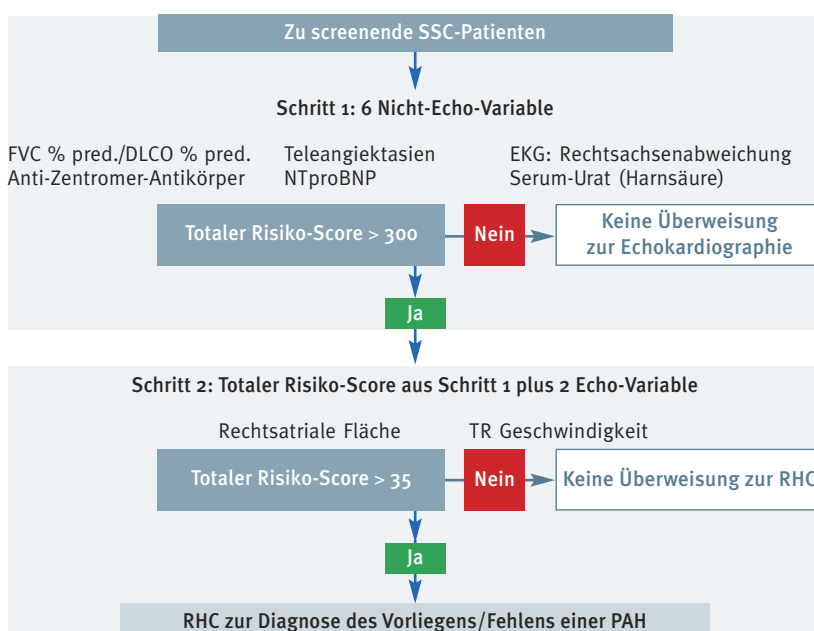 Zu screenende SSC-Patienten
Schritt 1: 6 Nicht-Echo-Variable
FVC % pred./DLCO % pred. Teleangiektasien EKG: Rechtsachsenabweichung
Anti-Zentromer-Antikörper NTproBNP Serum-Urat (Harnsäure)
Totaler Risiko-Score > 300
Nein
Keine Überweisung
zur Echokardiographie
Ja
Schritt 2: Totaler Risiko-Score aus Schritt 1 plus 2 Echo-Variable
Rechtsatriale Fläche TR Geschwindigkeit
Totaler Risiko-Score > 35
Nein
Keine Überweisung zur RHC
Ja
RHC zur Diagnose des Vorliegens/Fehlens einer PAH